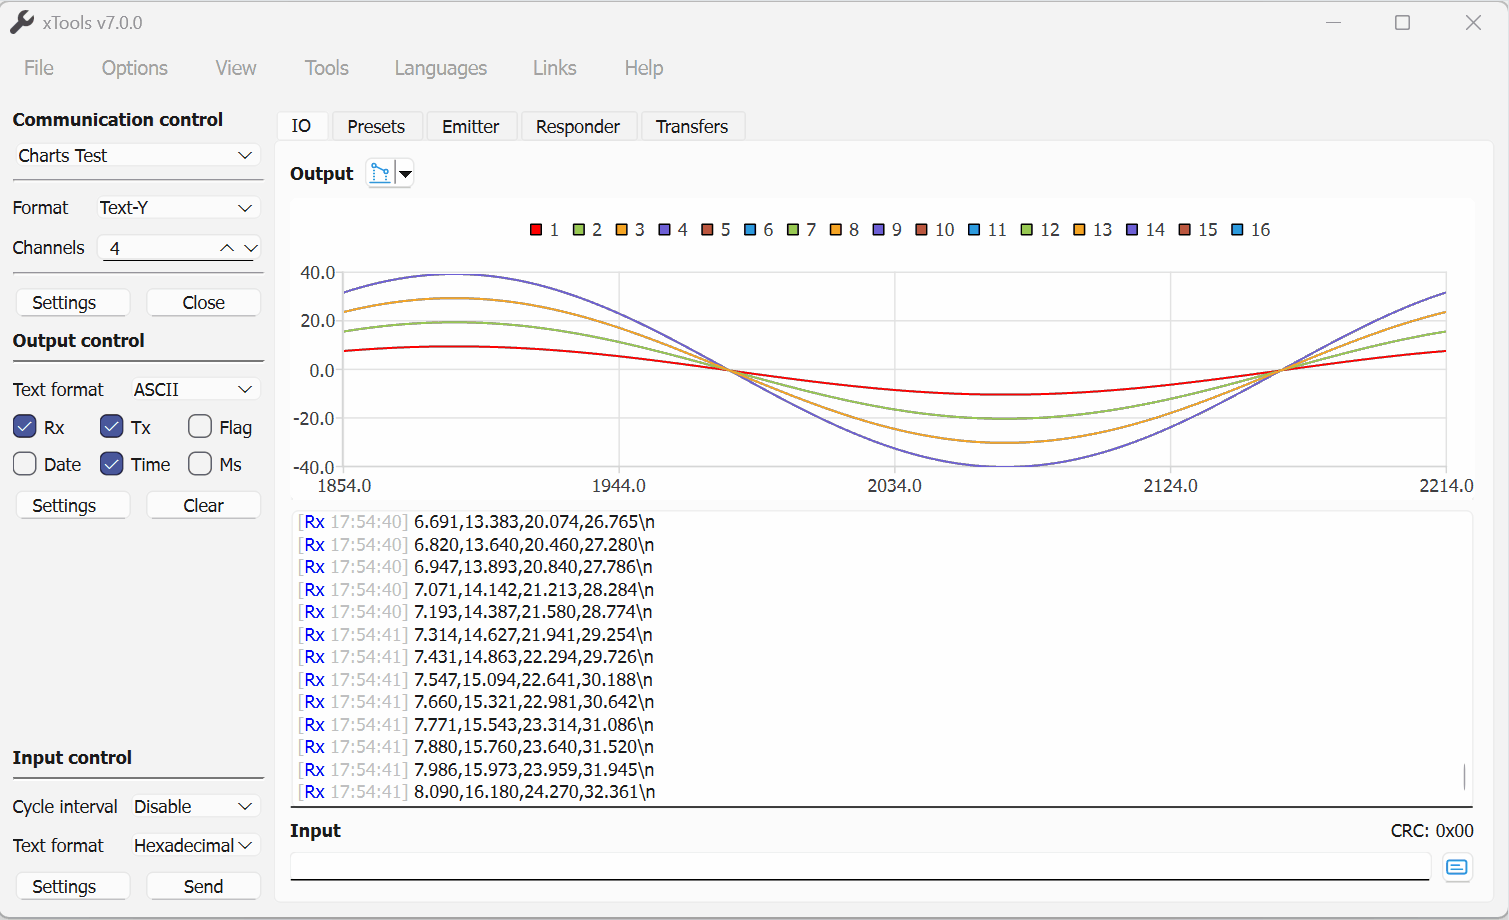 xTools v7.0.0
File Options View Tools Languages Links Help
Communication control
Charts Test
Format Text-Y
Channels 4
Settings Close
Output control
Text format ASCII
Rx Tx Flag
Date Time Ms
Settings Clear
Input control
Cycle interval Disable
Text format Hexadecimal
Settings Send
IO Presets Emitter Responder Transfers
Output
1 2 3 4 5 6 7 8 9 10 11 12 13 14 15 16
40.0
20.0
0.0
-20.0
-40.0
1854.0 1944.0 2034.0 2124.0 2214.0
[Rx 17:54:40] 6.691,13.383,20.074,26.765\n
[Rx 17:54:40] 6.820,13.640,20.460,27.280\n
[Rx 17:54:40] 6.947,13.893,20.840,27.786\n
[Rx 17:54:40] 7.071,14.142,21.213,28.284\n
[Rx 17:54:40] 7.193,14.387,21.580,28.774\n
[Rx 17:54:41] 7.314,14.627,21.941,29.254\n
[Rx 17:54:41] 7.431,14.863,22.294,29.726\n
[Rx 17:54:41] 7.547,15.094,22.641,30.188\n
[Rx 17:54:41] 7.660,15.321,22.981,30.642\n
[Rx 17:54:41] 7.771,15.543,23.314,31.086\n
[Rx 17:54:41] 7.880,15.760,23.640,31.520\n
[Rx 17:54:41] 7.986,15.973,23.959,31.945\n
[Rx 17:54:41] 8.090,16.180,24.270,32.361\n
Input CRC: 0x00